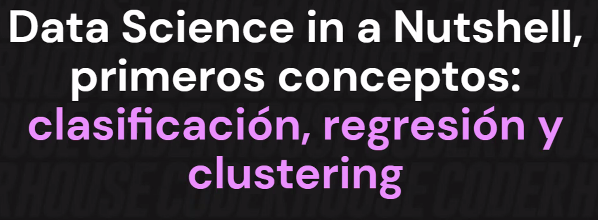 Data Science in a Nutshell,
primeros conceptos:
clasificación, regresión y
clustering